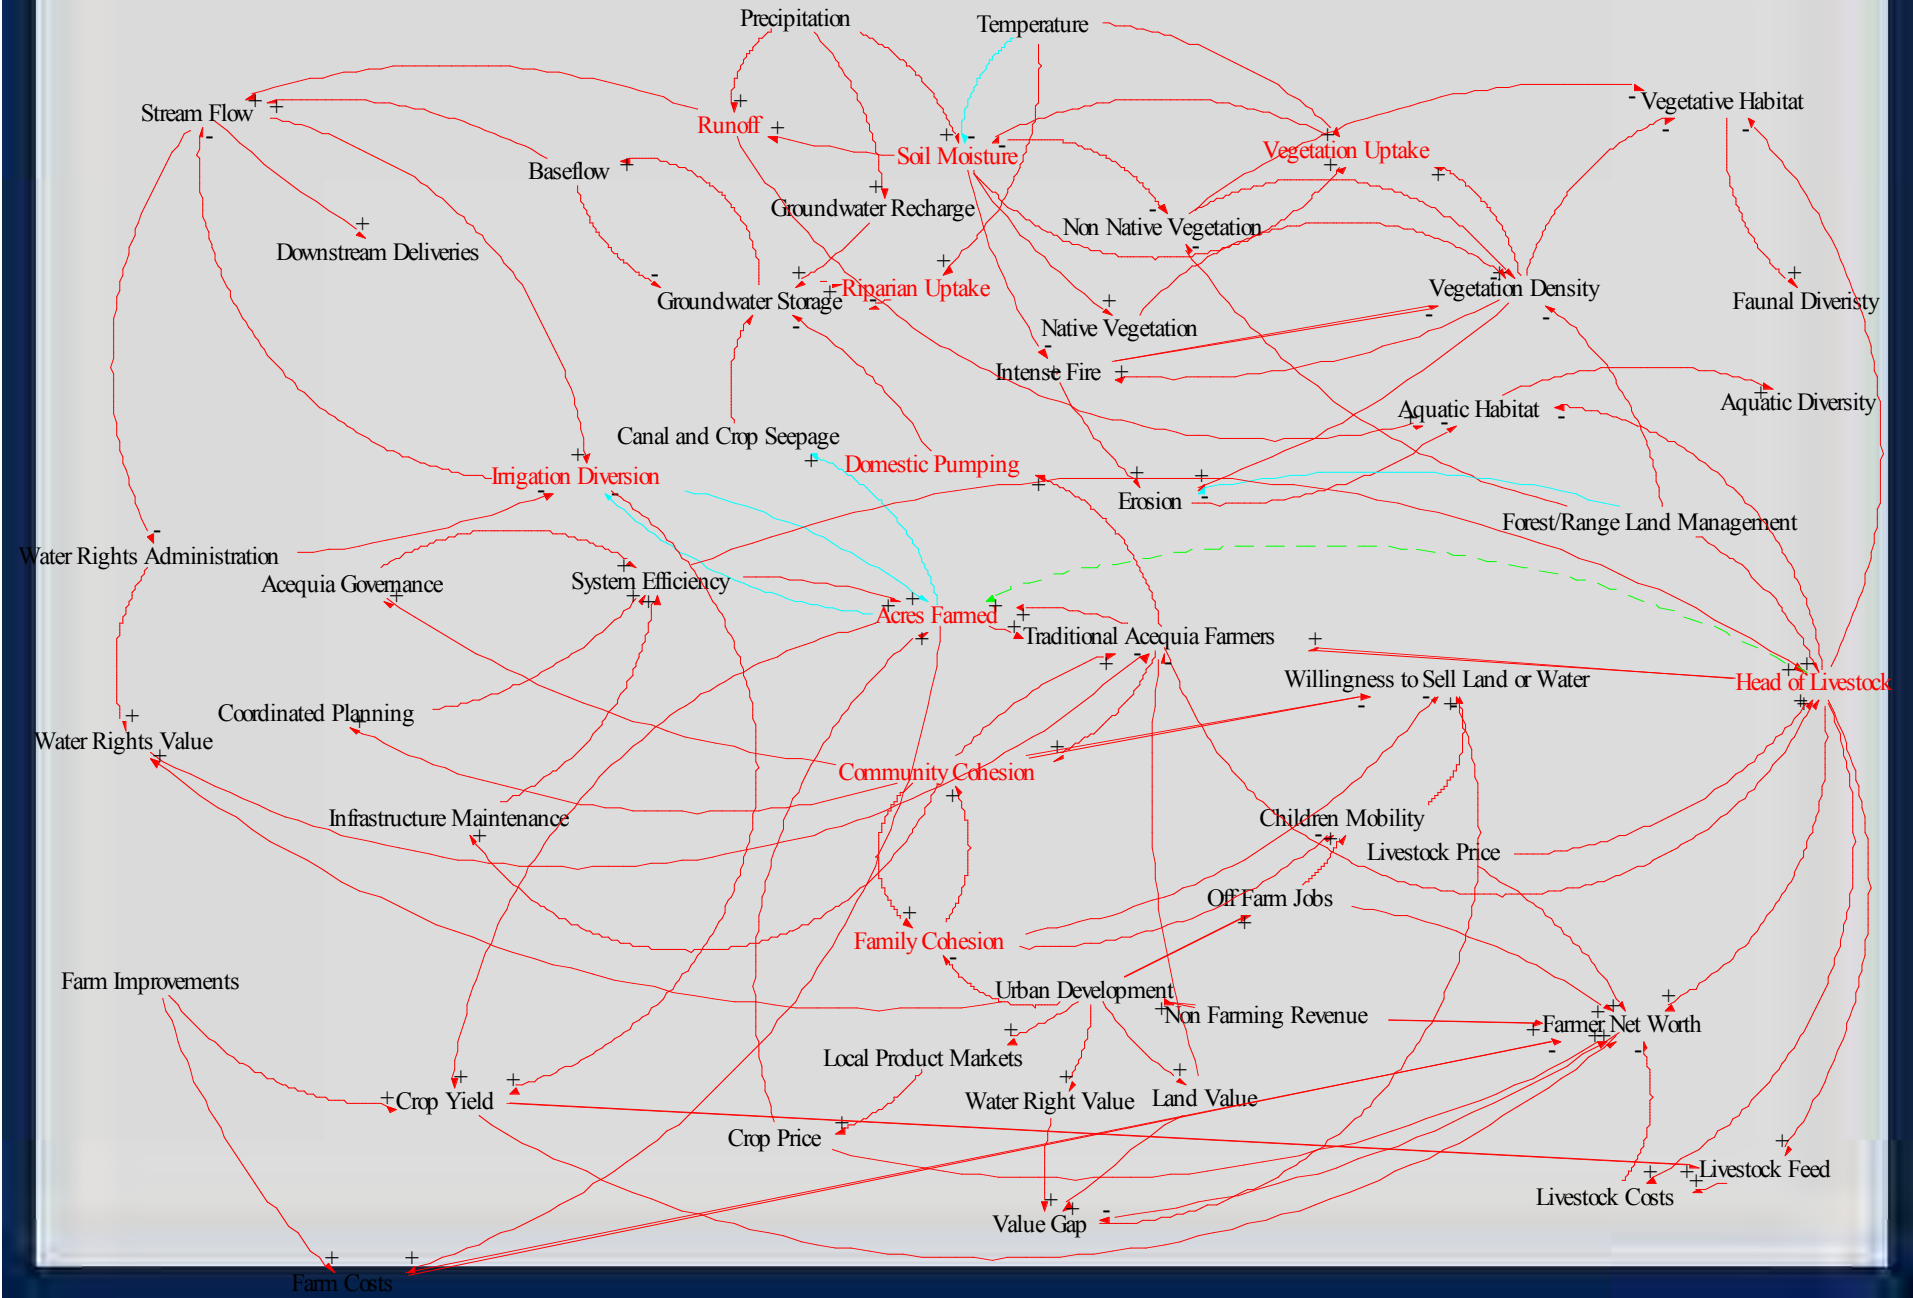 Precipitation
Temperature
Stream Flow
Runoff
Vegetative Habitat
Soil Moisture
Vegetation Uptake
Baseflow
Groundwater Recharge
Non Native Vegetation
Downstream Deliveries
Groundwater Storage
Riparian Uptake
Vegetation Density
Faunal Diveristy
Native Vegetation
Intense Fire
Aquatic Habitat
Aquatic Diversity
Canal and Crop Seepage
Irrigation Diversion
Domestic Pumping
Erosion
Forest/Range Land Management
Water Rights Administration
Acequia Governance
System Efficiency
Acres Farmed
Traditional Acequia Farmers
Willingness to Sell Land or Water
Head of Livestock
Coordinated Planning
Water Rights Value
Community Cohesion
Infrastructure Maintenance
Children Mobility
Livestock Price
Off Farm Jobs
Family Cohesion
Farm Improvements
Urban Development
Non Farming Revenue
Farmer Net Worth
Local Product Markets
Crop Yield
Water Right Value
Land Value
Crop Price
Livestock Feed
Livestock Costs
Value Gap
Farm Costs